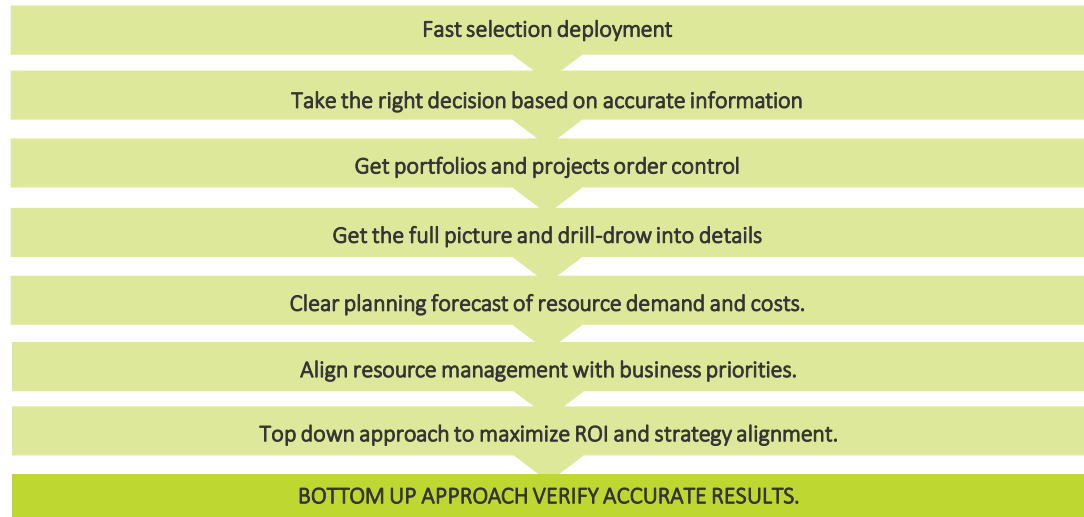 Fast selection deployment
Take the right decision based on accurate information
Get portfolios and projects order control
Get the full picture and drill-drow into details
Clear planning forecast of resource demand and costs.
Align resource management with business priorities.
Top down approach to maximize ROI and strategy alignment.
BOTTOM UP APPROACH VERIFY ACCURATE RESULTS.